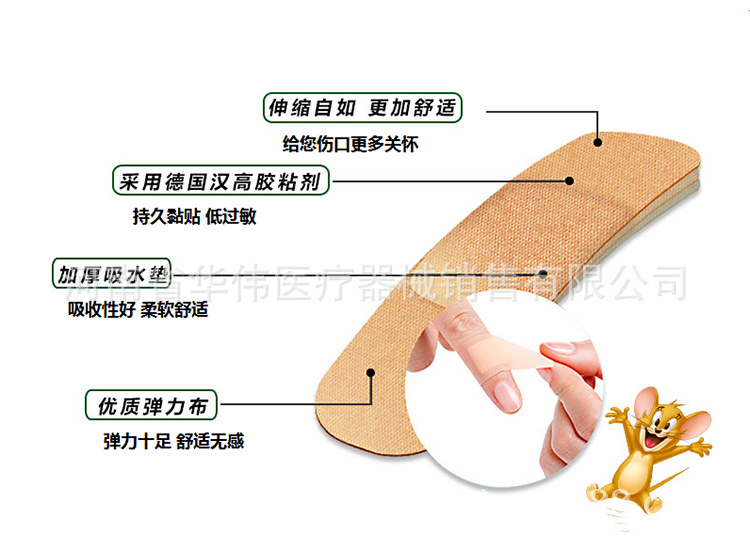 伸缩自如 更加舒适
给您伤口更多关怀
采用德国汉高胶粘剂
持久黏贴 低过敏
加厚吸水垫
河南省华伟医疗器械销售有限公司
吸收性好 柔软舒适
优质弹力布
弹力十足 舒适无感